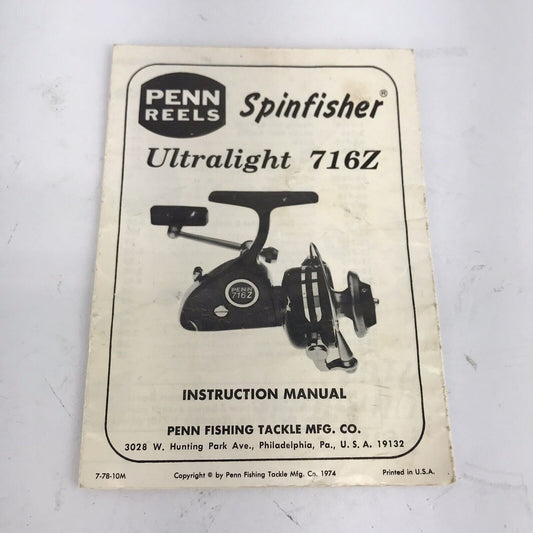 PENN
REELS
Spinfisher®
Ultralight 716Z
PENN
716Z
INSTRUCTION MANUAL
PENN FISHING TACKLE MFG. CO.
3028 W. Hunting Park Ave., Philadelphia, Pa., U. S. A. 19132
7-78-10M Copyright © by Penn Fishing Tackle Mfg. Co. 1974 Printed in U.S.A.